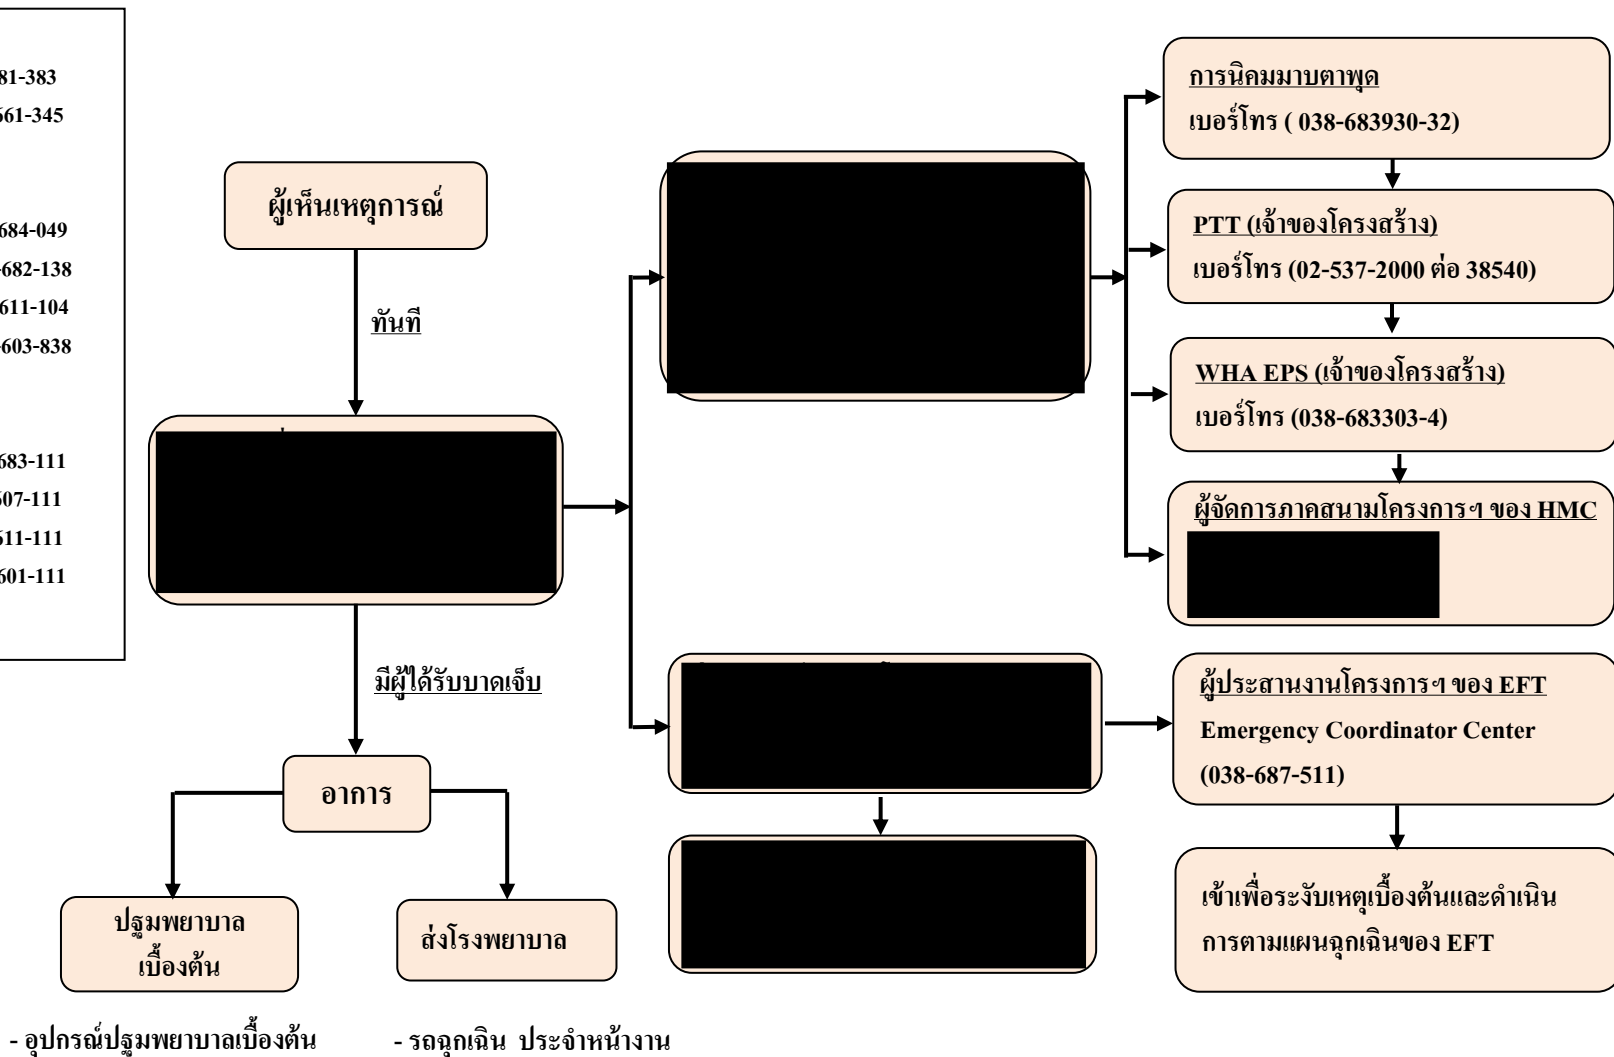 81-383
661-345
684-049
-682-138
611-104
-603-838
683-111
607-111
611-111
601-111
ผู้เห็นเหตุการณ์
ทันที
มีผู้ได้รับบาดเจ็บ
อาการ
ปฐมพยาบาล
เบื้องต้น
ส่งโรงพยาบาล
- อุปกรณ์ปฐมพยาบาลเบื้องต้น
- รถฉุกเฉิน ประจำหน้างาน
การนิคมมาบตาพุด
เบอร์โทร ( 038-683930-32)
PTT (เจ้าของโครงสร้าง)
เบอร์โทร (02-537-2000 ต่อ 38540)
WHA EPS (เจ้าของโครงสร้าง)
เบอร์โทร (038-683303-4)
ผู้จัดการภาคสนามโครงการฯ ของ HMC
ผู้ประสานงานโครงการฯ ของ EFT
Emergency Coordinator Center
(038-687-511)
เข้าเพื่อระงับเหตุเบื้องต้นและดำเนิน
การตามแผนฉุกเฉินของ EFT